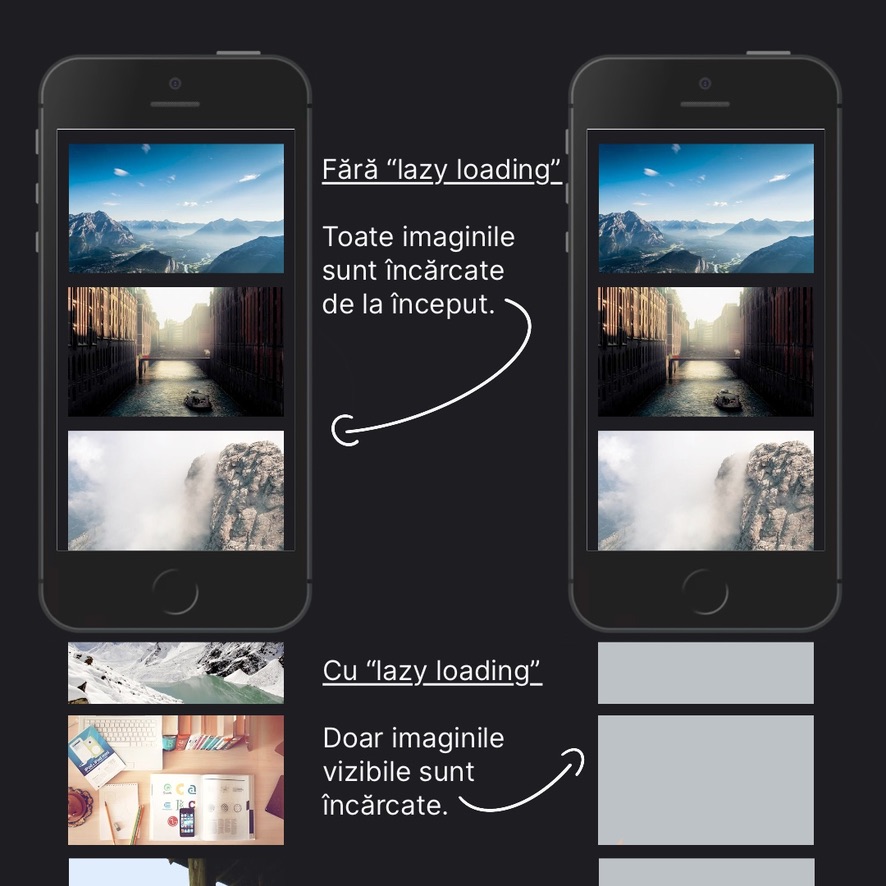 Fără “lazy loading”
Toate imaginile
sunt încărcate
de la început.
Cu “lazy loading”
Doar imaginile
vizibile sunt
încărcate.